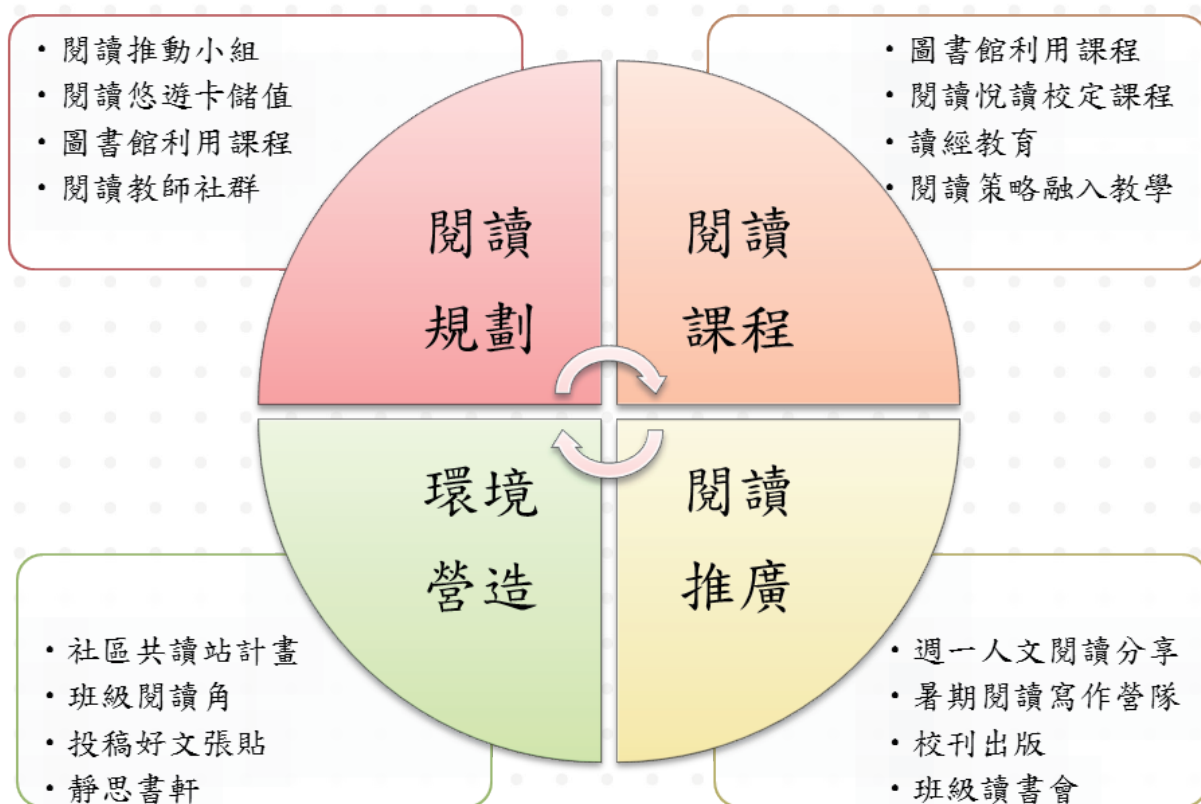 閱讀推動小組
閱讀悠遊卡儲值
圖書館利用課程
閱讀教師社群
圖書館利用課程
閱讀悅讀校定課程
讀經教育
閱讀策略融入教學
閱讀
規劃
閱讀
課程
環境
營造
閱讀
推廣
社區共讀站計畫
班級閱讀角
投稿好文張貼
靜思書軒
週一人文閱讀分享
暑期閱讀寫作營隊
校刊出版
班級讀書會